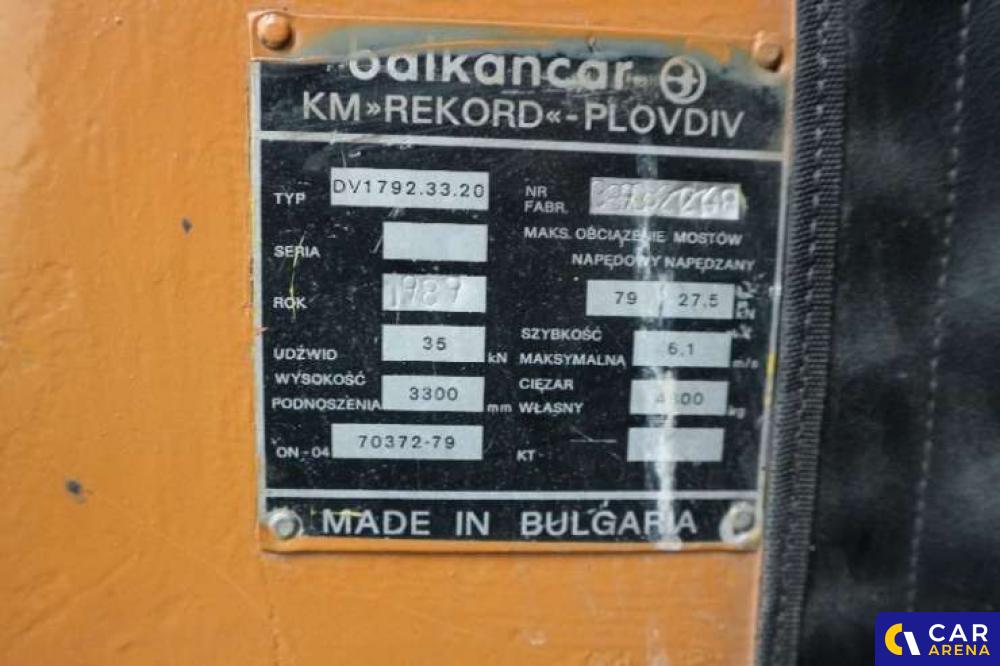 balkancar
KM»REKORD«-PLOVDIV
TYP DV1792.33.20
NR
FABR.
SERIA
MAKS. OBCIĄŻENIE MOSTÓW
NAPĘDOWY NAPĘDZANY
ROK 1989
79 27.5 kN
UDŹWIG 35 kN
SZYBKOŚĆ
MAKSYMALNA 6.1 m/s
WYSOKOŚĆ
PODNOSZENIA 3300 mm
CIĘŻAR
WŁASNY kg
ON-04 70372-79
KT-
MADE IN BULGARIA
CAR
ARENA